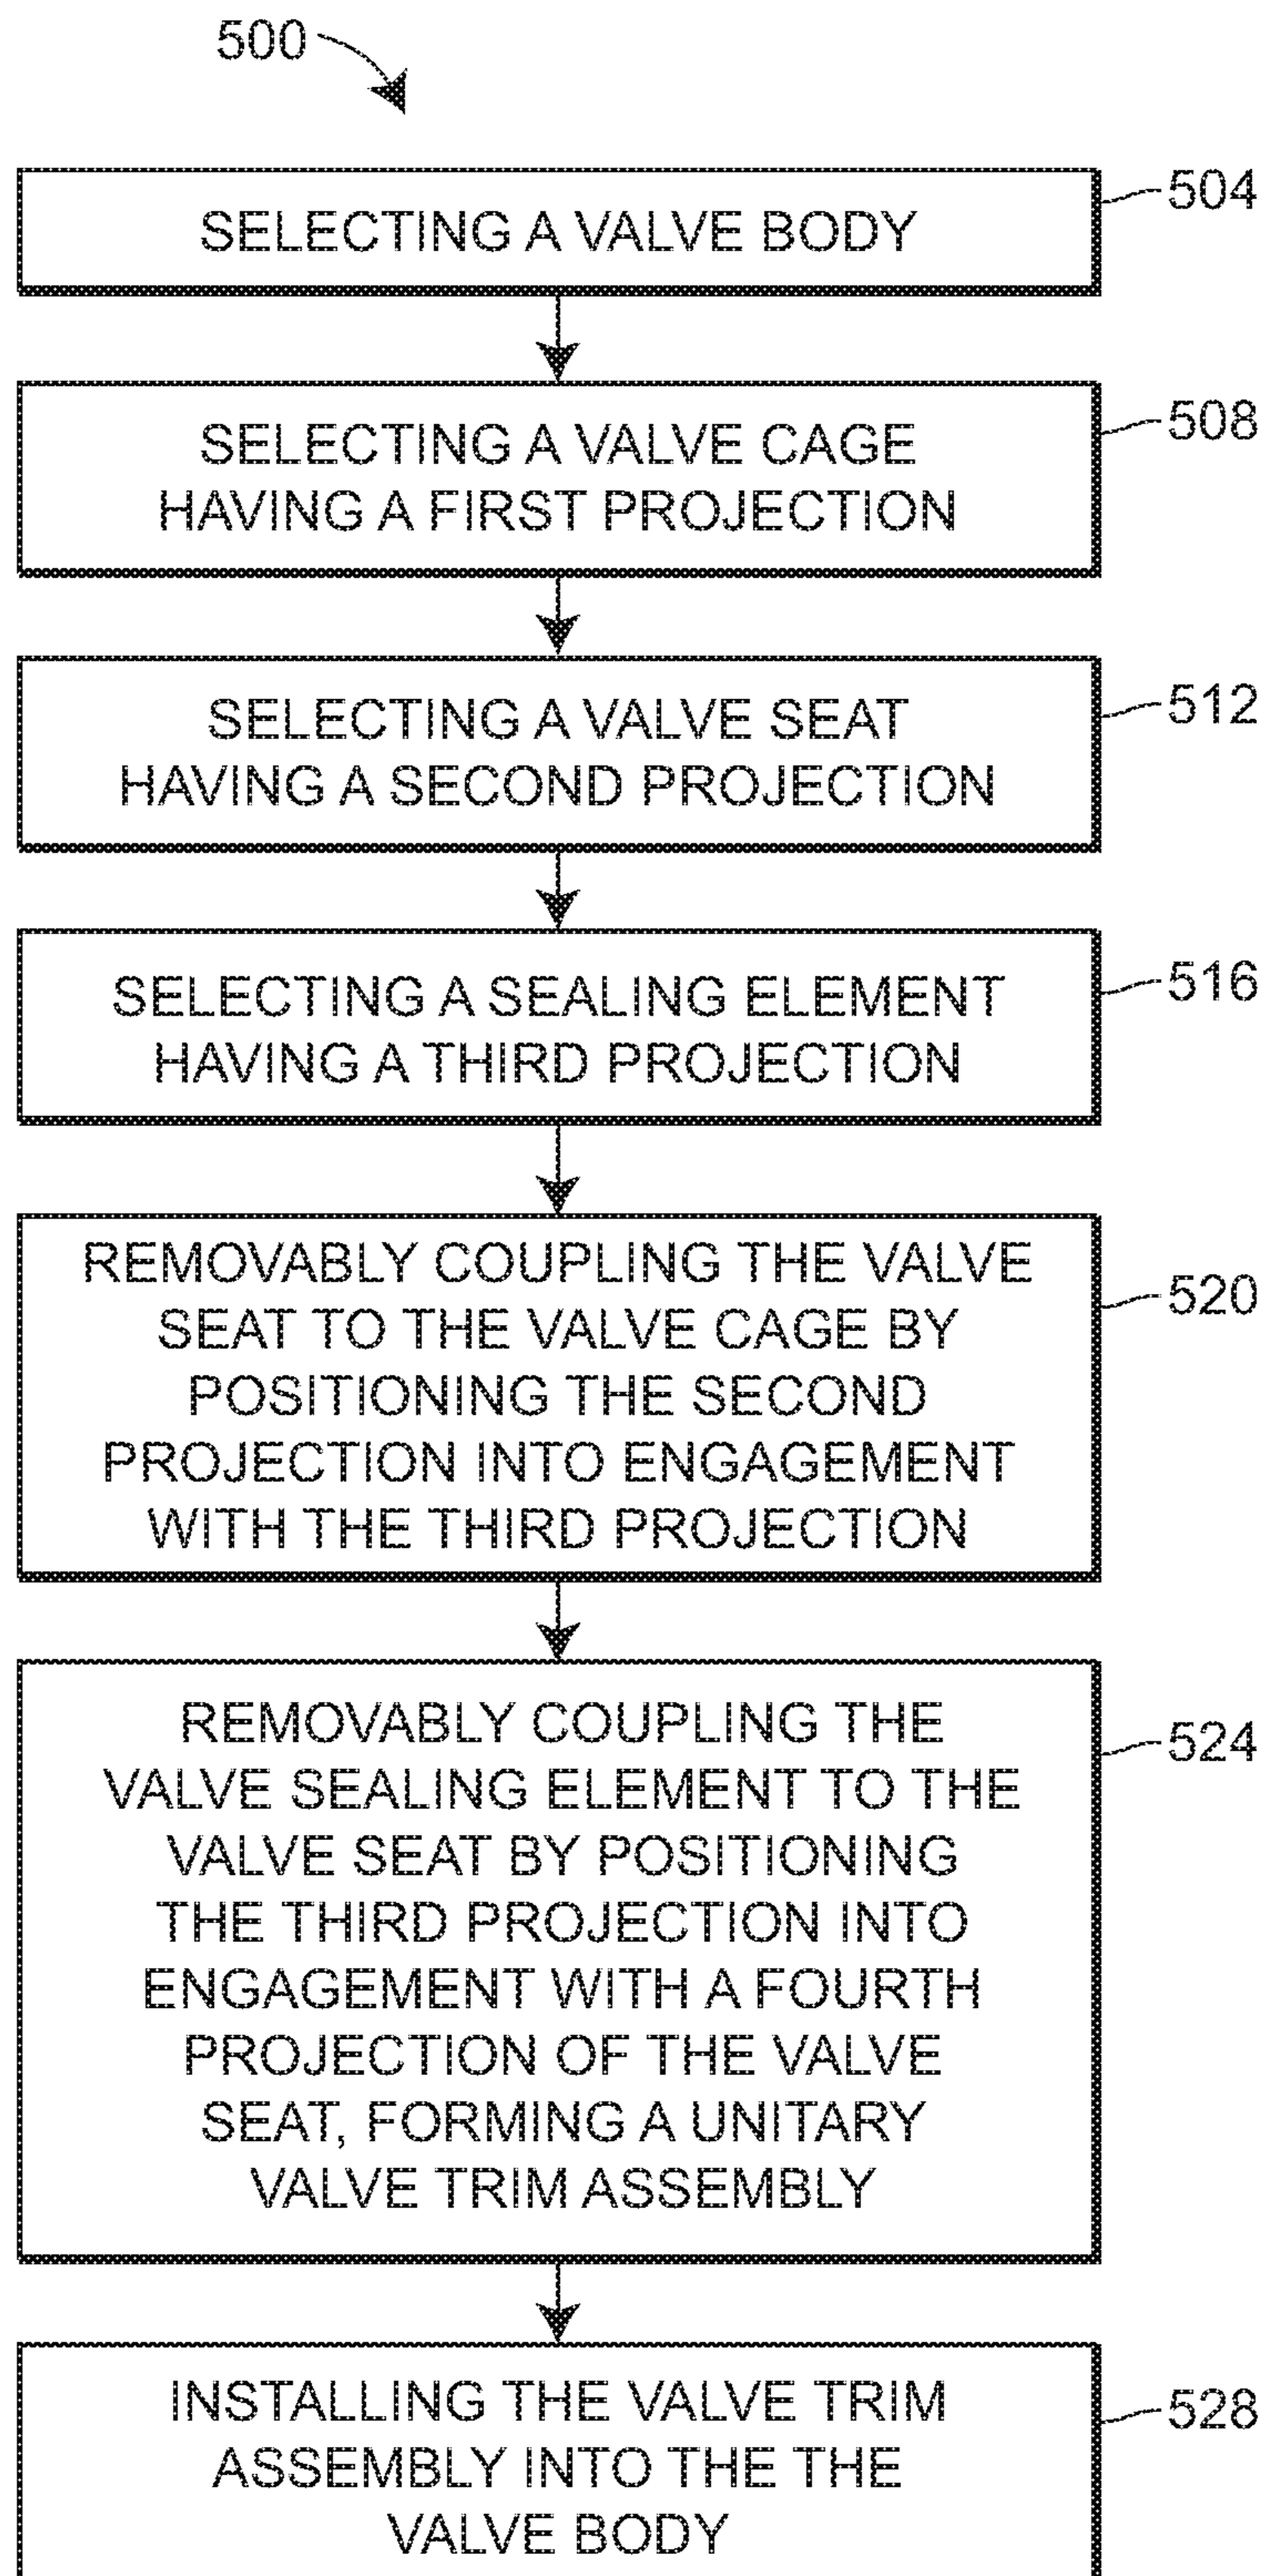 500
SELECTING A VALVE BODY
504
SELECTING A VALVE CAGE
HAVING A FIRST PROJECTION
508
SELECTING A VALVE SEAT
HAVING A SECOND PROJECTION
512
SELECTING A SEALING ELEMENT
HAVING A THIRD PROJECTION
516
REMOVABLY COUPLING THE VALVE
SEAT TO THE VALVE CAGE BY
POSITIONING THE SECOND
PROJECTION INTO ENGAGEMENT
WITH THE THIRD PROJECTION
520
REMOVABLY COUPLING THE
VALVE SEALING ELEMENT TO THE
VALVE SEAT BY POSITIONING
THE THIRD PROJECTION INTO
ENGAGEMENT WITH A FOURTH
PROJECTION OF THE VALVE
SEAT, FORMING A UNITARY
VALVE TRIM ASSEMBLY
524
INSTALLING THE VALVE TRIM
ASSEMBLY INTO THE THE
VALVE BODY
528